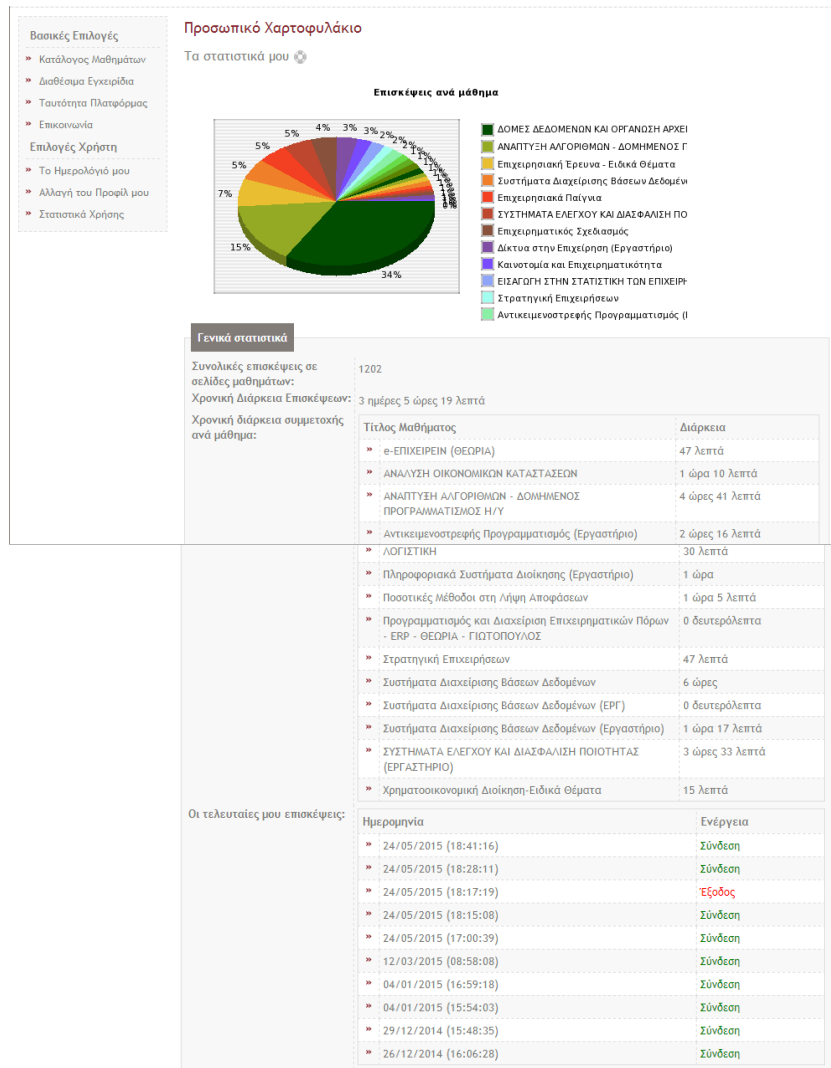 Βασικές Επιλογές
» Κατάλογος Μαθημάτων
» Διαθέσιμα Εγχειρίδια
» Ταυτότητα Πλατφόρμας
» Επικοινωνία
Επιλογές Χρήστη
» Το Ημερολόγιό μου
» Αλλαγή του Προφίλ μου
» Στατιστικά Χρήσης
Προσωπικό Χαρτοφυλάκιο
Τα στατιστικά μου
Επισκέψεις ανά μάθημα
34%
15%
7%
5%
5%
5%
4%
3%
3%
2%
2%
2%
ΔΟΜΕΣ ΔΕΔΟΜΕΝΩΝ ΚΑΙ ΟΡΓΑΝΩΣΗ ΑΡΧΕΙ
ΑΝΑΠΤΥΞΗ ΑΛΓΟΡΙΘΜΩΝ - ΔΟΜΗΜΕΝΟΣ Π
Επιχειρησιακή Έρευνα - Ειδικά Θέματα
Συστήματα Διαχείρισης Βάσεων Δεδομέν
Επιχειρησιακά Παίγνια
ΣΥΣΤΗΜΑΤΑ ΕΛΕΓΧΟΥ ΚΑΙ ΔΙΑΣΦΑΛΙΣΗ ΠΟ
Επιχειρηματικός Σχεδιασμός
Δίκτυα στην Επιχείρηση (Εργαστήριο)
Καινοτομία και Επιχειρηματικότητα
ΕΙΣΑΓΩΓΗ ΣΤΗΝ ΣΤΑΤΙΣΤΙΚΗ ΤΩΝ ΕΠΙΧΕΙΡΗ
Στρατηγική Επιχειρήσεων
Αντικειμενοστρεφής Προγραμματισμός (
Γενικά στατιστικά
Συνολικές επισκέψεις σε σελίδες μαθημάτων: 1202
Χρονική Διάρκεια Επισκέψεων: 3 ημέρες 5 ώρες 19 λεπτά
Χρονική διάρκεια συμμετοχής ανά μάθημα:
Τίτλος Μαθήματος Διάρκεια
» e-ΕΠΙΧΕΙΡΕΙΝ (ΘΕΩΡΙΑ) 47 λεπτά
» ΑΝΑΛΥΣΗ ΟΙΚΟΝΟΜΙΚΩΝ ΚΑΤΑΣΤΑΣΕΩΝ 1 ώρα 10 λεπτά
» ΑΝΑΠΤΥΞΗ ΑΛΓΟΡΙΘΜΩΝ - ΔΟΜΗΜΕΝΟΣ 4 ώρες 41 λεπτά
ΠΡΟΓΡΑΜΜΑΤΙΣΜΟΣ Η/Υ
» Αντικειμενοστρεφής Προγραμματισμός (Εργαστήριο) 2 ώρες 16 λεπτά
» ΛΟΓΙΣΤΙΚΗ 30 λεπτά
» Πληροφοριακά Συστήματα Διοίκησης (Εργαστήριο) 1 ώρα
» Ποσοτικές Μέθοδοι στη Λήψη Αποφάσεων 1 ώρα 5 λεπτά
» Προγραμματισμός και Διαχείριση Επιχειρηματικών Πόρων 0 δευτερόλεπτα
- ERP - ΘΕΩΡΙΑ - ΓΙΩΤΟΠΟΥΛΟΣ
» Στρατηγική Επιχειρήσεων 47 λεπτά
» Συστήματα Διαχείρισης Βάσεων Δεδομένων 6 ώρες
» Συστήματα Διαχείρισης Βάσεων Δεδομένων (ΕΡΓ) 0 δευτερόλεπτα
» Συστήματα Διαχείρισης Βάσεων Δεδομένων (Εργαστήριο) 1 ώρα 17 λεπτά
» ΣΥΣΤΗΜΑΤΑ ΕΛΕΓΧΟΥ ΚΑΙ ΔΙΑΣΦΑΛΙΣΗ ΠΟΙΟΤΗΤΑΣ 3 ώρες 33 λεπτά
(ΕΡΓΑΣΤΗΡΙΟ)
» Χρηματοοικονομική Διοίκηση-Ειδικά Θέματα 15 λεπτά
Οι τελευταίες μου επισκέψεις:
Ημερομηνία Ενέργεια
» 24/05/2015 (18:41:16) Σύνδεση
» 24/05/2015 (18:28:11) Σύνδεση
» 24/05/2015 (18:17:19) Έξοδος
» 24/05/2015 (18:15:08) Σύνδεση
» 24/05/2015 (17:00:39) Σύνδεση
» 12/03/2015 (08:58:08) Σύνδεση
» 04/01/2015 (16:59:18) Σύνδεση
» 04/01/2015 (15:54:03) Σύνδεση
» 29/12/2014 (15:48:35) Σύνδεση
» 26/12/2014 (16:06:28) Σύνδεση